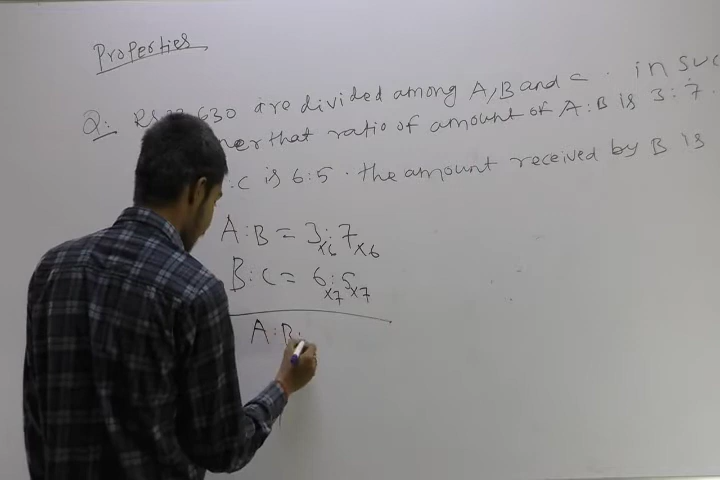 Properties
Q: Rs 630 are divided among A, B and C. in suc
that ratio of amount of A:B is 3:7.
.C is 6:5. the amount received by B is
A:B = 3:7
x6 x6
B:C = 6:5
x7 x7
A:B: